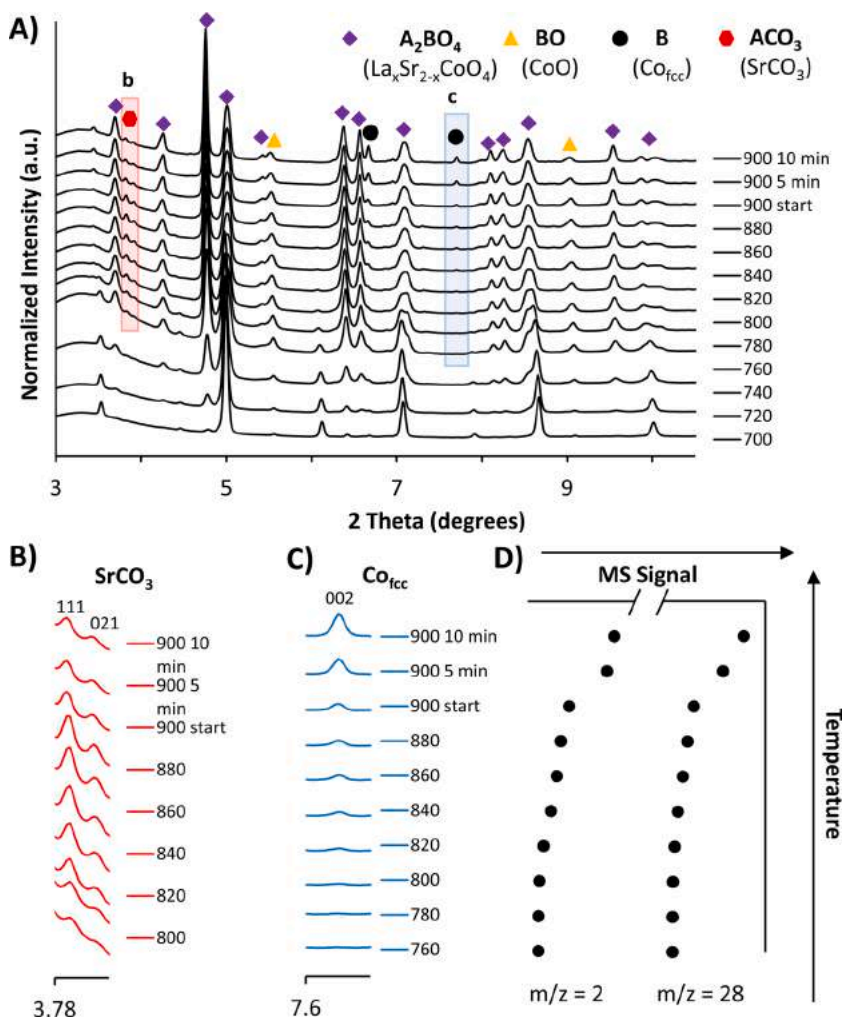 A)
A₂BO₄ BO B ACO₃
(LaₓSr₂₋ₓCoO₄) (CoO) (Co_fcc) (SrCO₃)
b
c
Normalized Intensity (a.u.)
900 10 min
900 5 min
900 start
880
860
840
820
800
780
760
740
720
700
3 5 7 9
2 Theta (degrees)
B)
SrCO₃
111
021
900 10
min
900 5
min
900 start
880
860
840
820
800
3.78
C)
Co_fcc
002
900 10 min
900 5 min
900 start
880
860
840
820
800
780
760
7.6
D)
MS Signal
Temperature
m/z = 2 m/z = 28